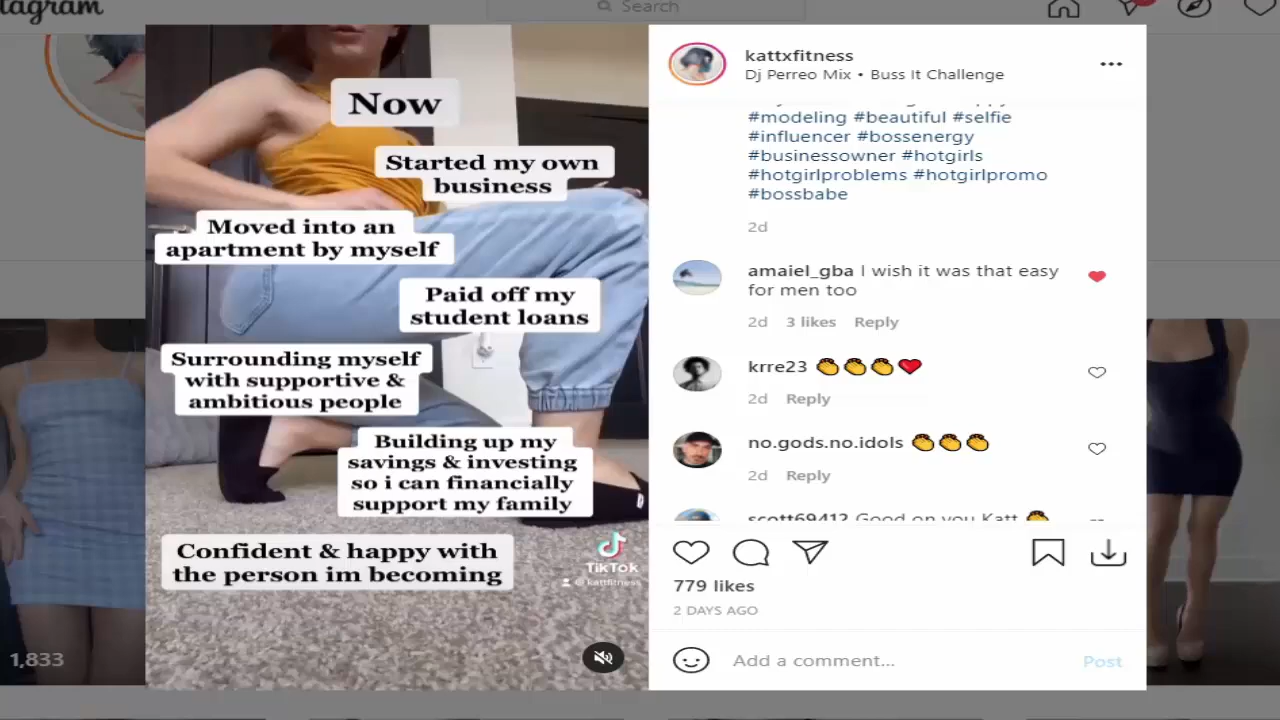 stagram
Search
Now
Started my own
business
Moved into an
apartment by myself
Paid off my
student loans
Surrounding myself
with supportive &
ambitious people
Building up my
savings & investing
so i can financially
support my family
Confident & happy with
the person im becoming
TikTok
@kattfitness
1,833
kattxfitness
Dj Perreo Mix • Buss It Challenge
#modeling #beautiful #selfie
#influencer #bossenergy
#businessowner #hotgirls
#hotgirlproblems #hotgirlpromo
#bossbabe
2d
amaiel_gba I wish it was that easy
for men too
2d 3 likes Reply
krre23 👏👏👏❤️
2d Reply
no.gods.no.idols 👏👏👏
2d Reply
scott69412 Good on you Katt 👏
779 likes
2 DAYS AGO
Add a comment...
Post